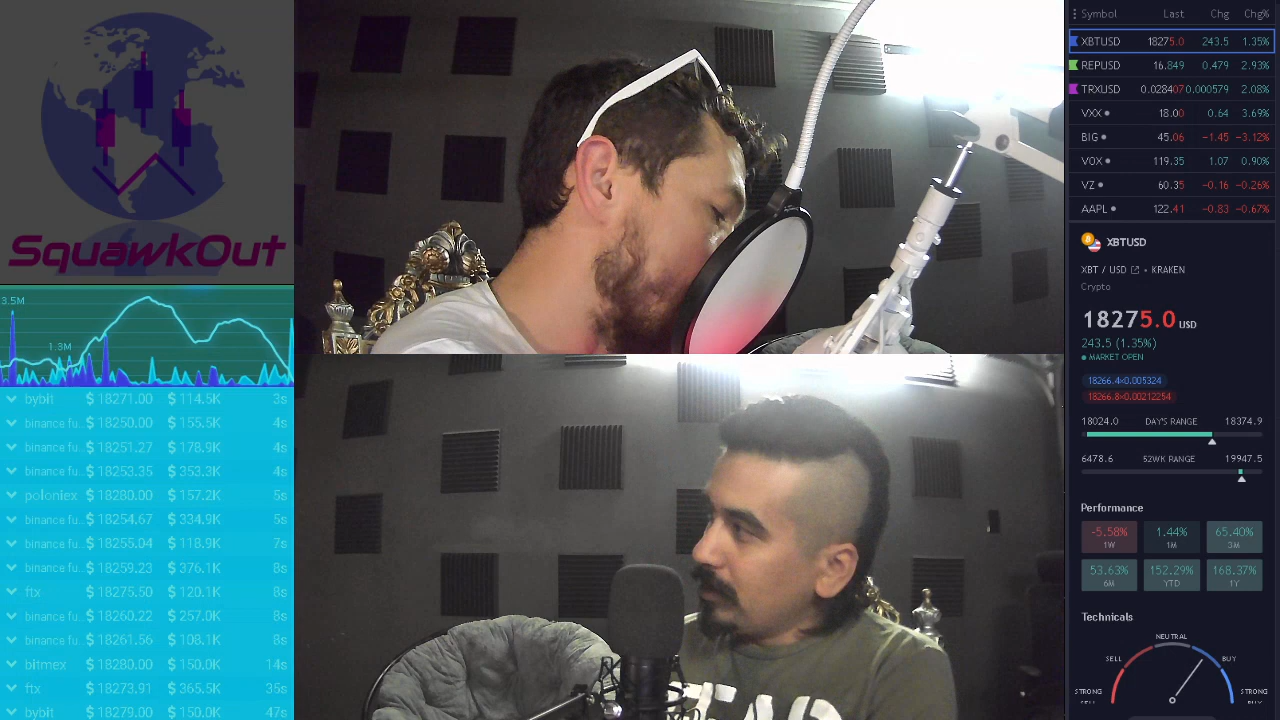 SquawkOut
3.5M
1.3M
bybit $ 18271.00 $ 114.5K 3s
binance fu.. $ 18250.00 $ 155.5K 4s
binance fu.. $ 18251.27 $ 178.9K 4s
binance fu.. $ 18253.35 $ 353.3K 4s
poloniex $ 18280.00 $ 157.2K 5s
binance fu.. $ 18254.67 $ 334.9K 5s
binance fu.. $ 18255.04 $ 118.9K 7s
binance fu.. $ 18259.23 $ 376.1K 8s
ftx $ 18275.50 $ 120.1K 8s
binance fu.. $ 18260.22 $ 257.0K 8s
binance fu.. $ 18261.56 $ 108.1K 8s
bitmex $ 18280.00 $ 150.0K 14s
ftx $ 18273.91 $ 365.5K 35s
bybit $ 18279.00 $ 150.0K 47s
Symbol Last Chg Chg%
XBTUSD 18275.0 243.5 1.35%
REPUSD 16.849 0.479 2.93%
TRXUSD 0.028407 0.000579 2.08%
VXX 18.00 0.64 3.69%
BIG 45.06 −1.45 −3.12%
VOX 119.35 1.07 0.90%
VZ 60.35 −0.16 −0.26%
AAPL 122.41 −0.83 −0.67%
XBTUSD
XBT / USD • KRAKEN
Crypto
18275.0 USD
243.5 (1.35%)
MARKET OPEN
18266.4×0.005324
18266.8×0.00212254
18024.0 DAY'S RANGE 18374.9
6478.6 52WK RANGE 19947.5
Performance
-5.58% 1.44% 65.40%
1W 1M 3M
53.63% 152.29% 168.37%
6M YTD 1Y
Technicals
NEUTRAL
SELL BUY
STRONG STRONG